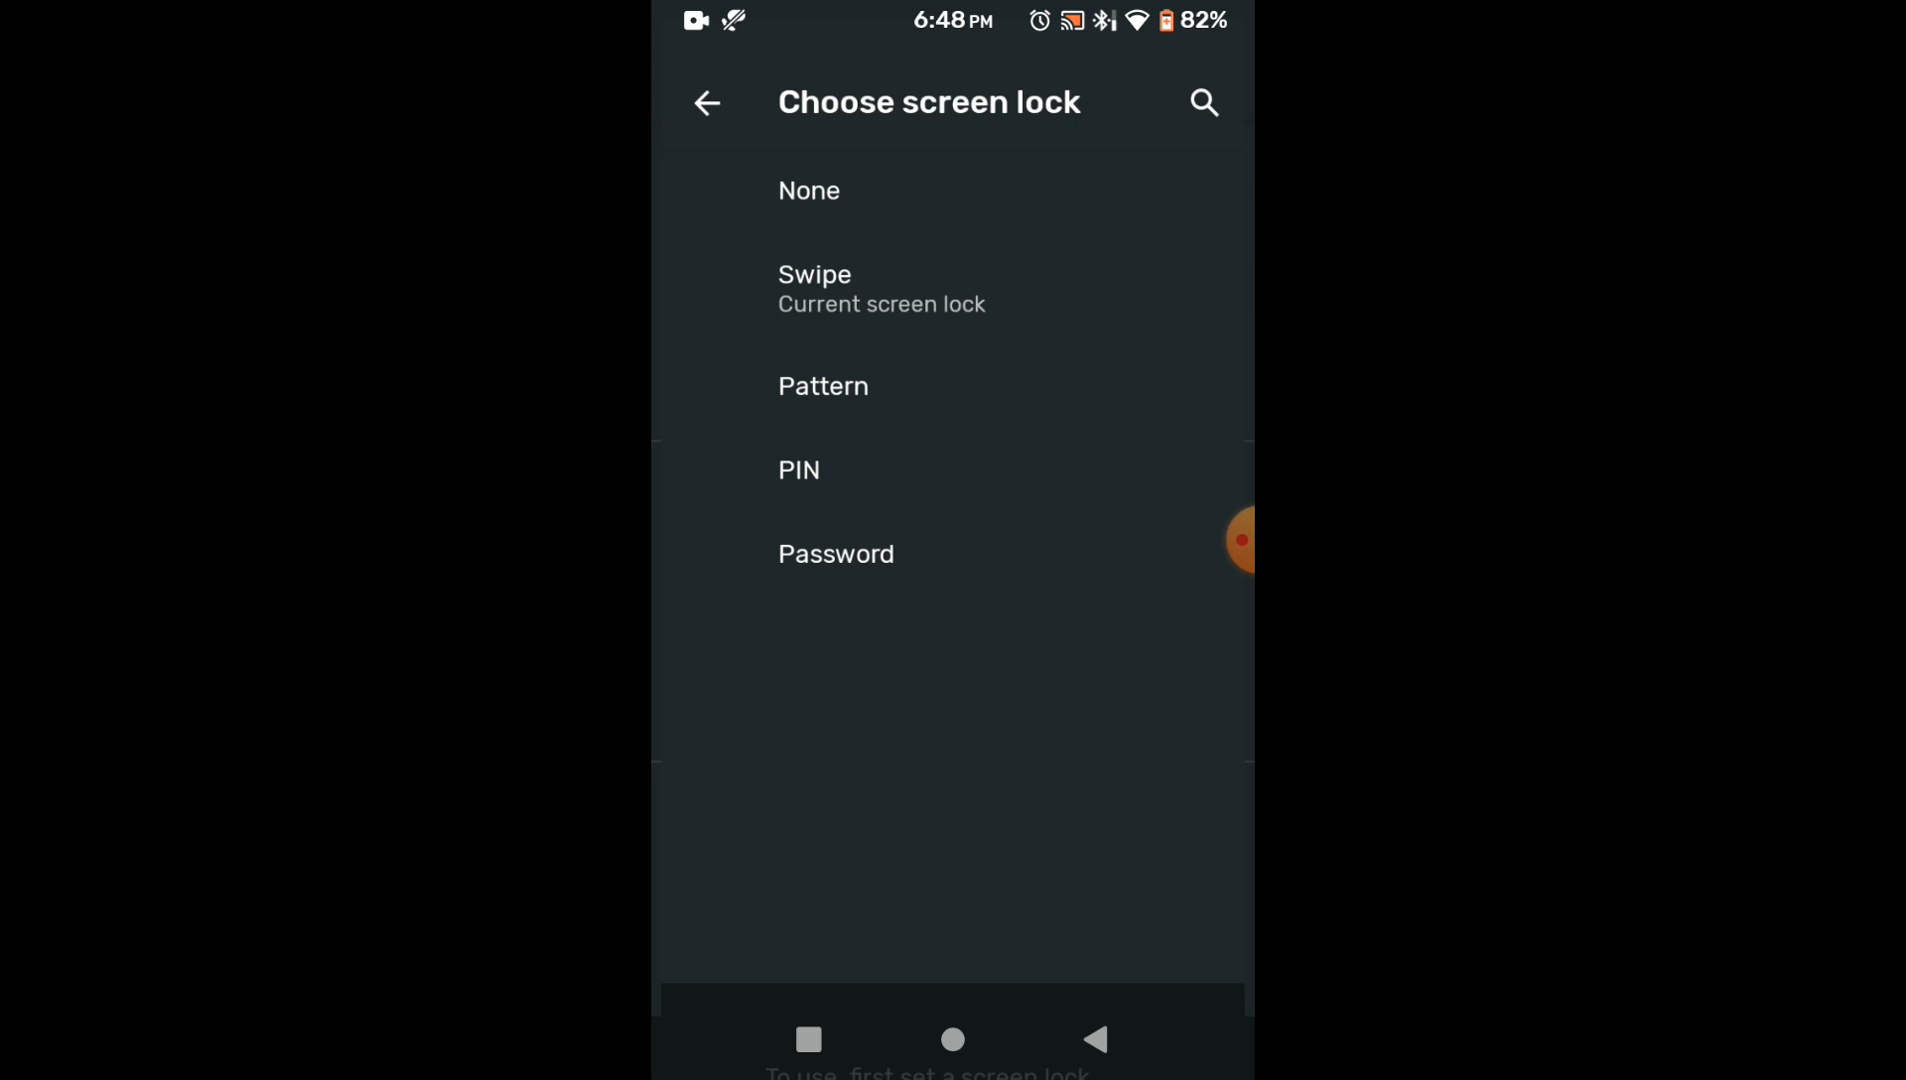 6:48 PM 82%
Choose screen lock
None
Swipe
Current screen lock
Pattern
PIN
Password
To use, first set a screen lock